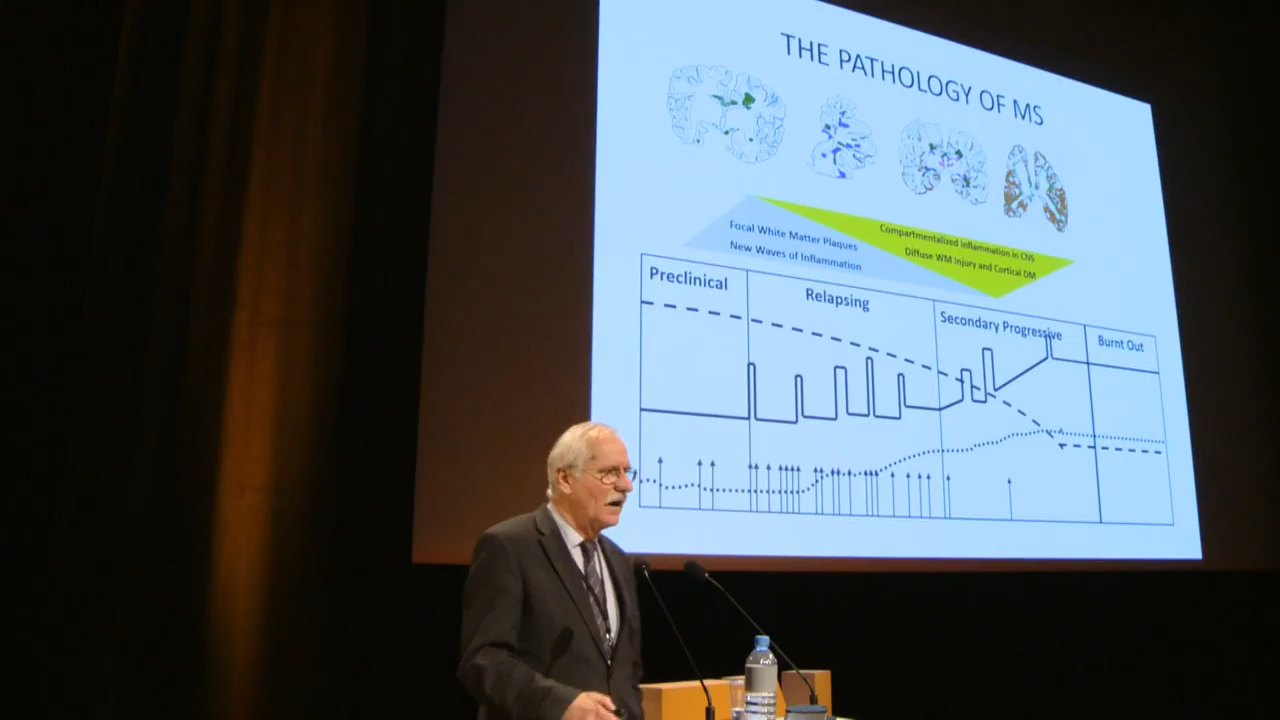 THE PATHOLOGY OF MS
Focal White Matter Plaques
New Waves of Inflammation
Compartmentalized Inflammation in CNS
Diffuse WM Injury and Cortical DM
Preclinical
Relapsing
Secondary Progressive
Burnt Out